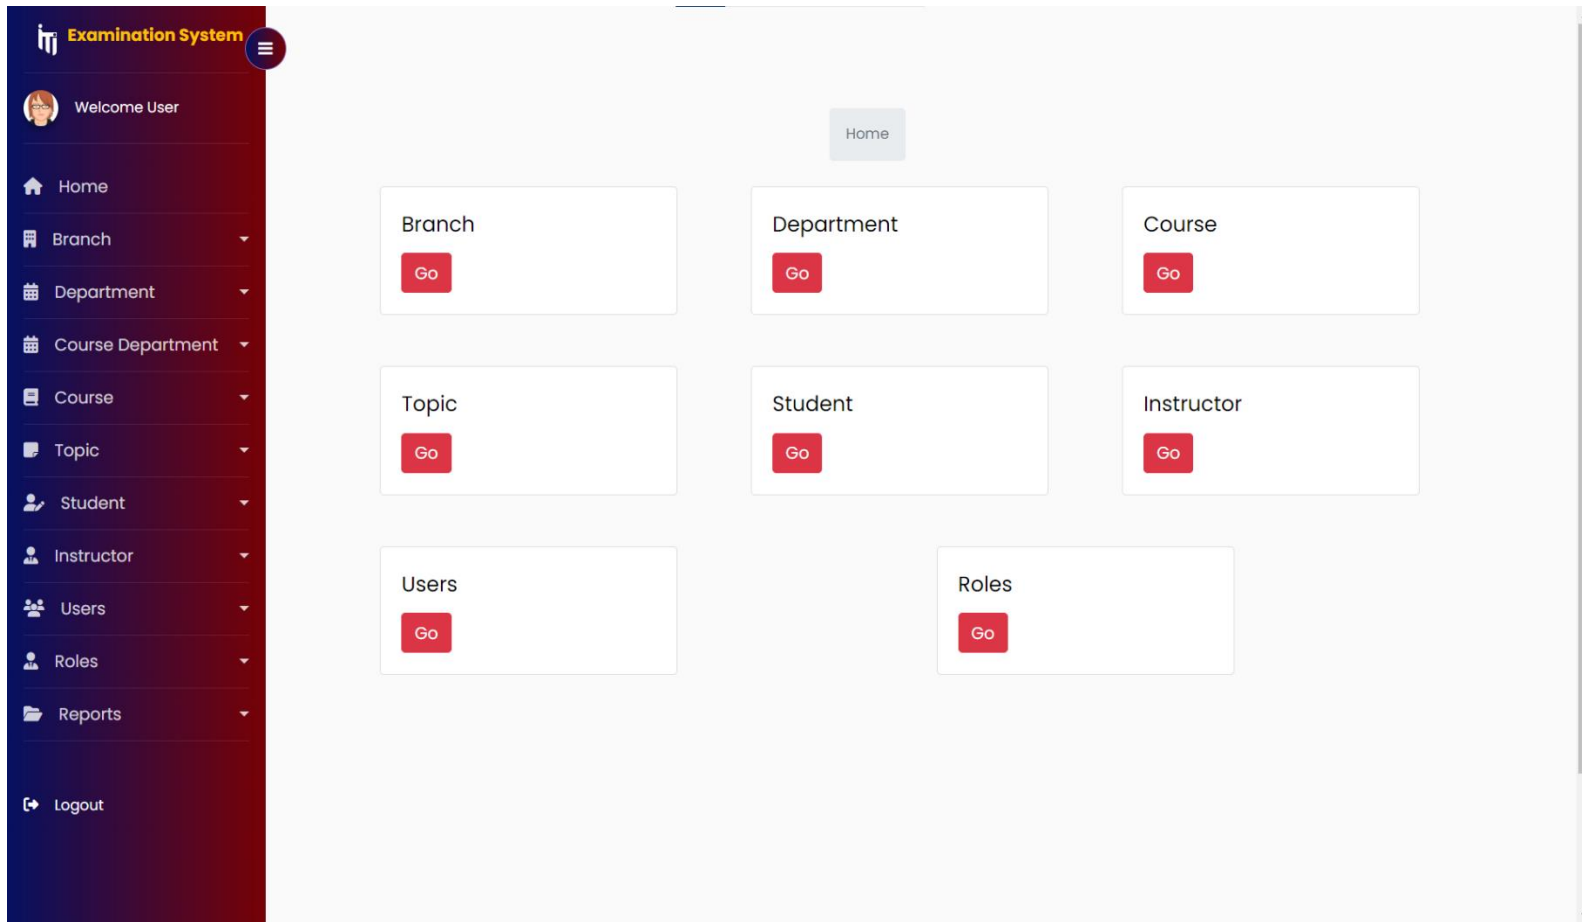 iTi Examination System
Welcome User
Home
Branch
Department
Course Department
Course
Topic
Student
Instructor
Users
Roles
Reports
Logout
Home
Branch Department Course
Go Go Go
Topic Student Instructor
Go Go Go
Users Roles
Go Go